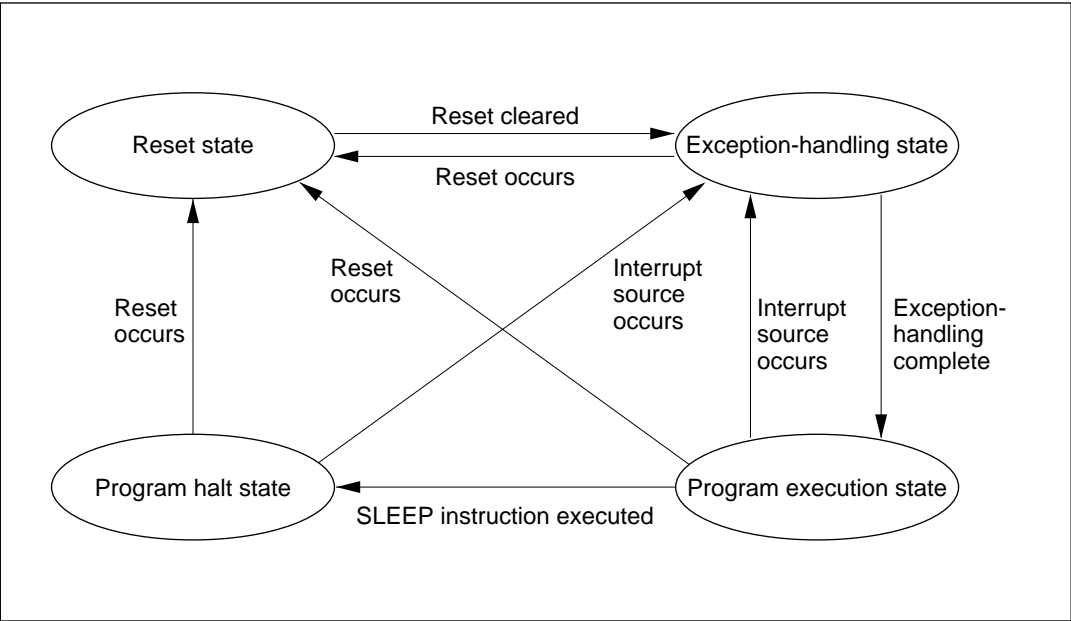 Reset cleared
Reset state
Exception-handling state
Reset occurs
Reset
occurs
Interrupt
source
occurs
Reset
occurs
Interrupt
source
occurs
Exception-
handling
complete
Program halt state
Program execution state
SLEEP instruction executed